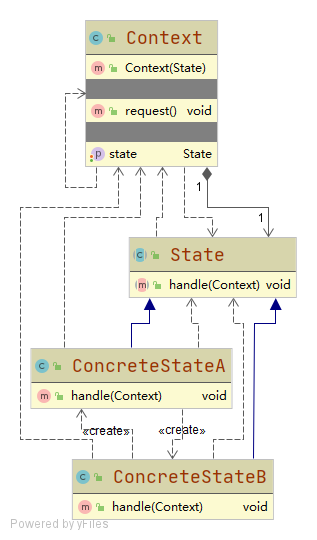 Context
Context(State)
request() void
state State
1
1
State
handle(Context) void
ConcreteStateA
handle(Context) void
«create» «create»
ConcreteStateB
handle(Context) void
Powered by yFiles